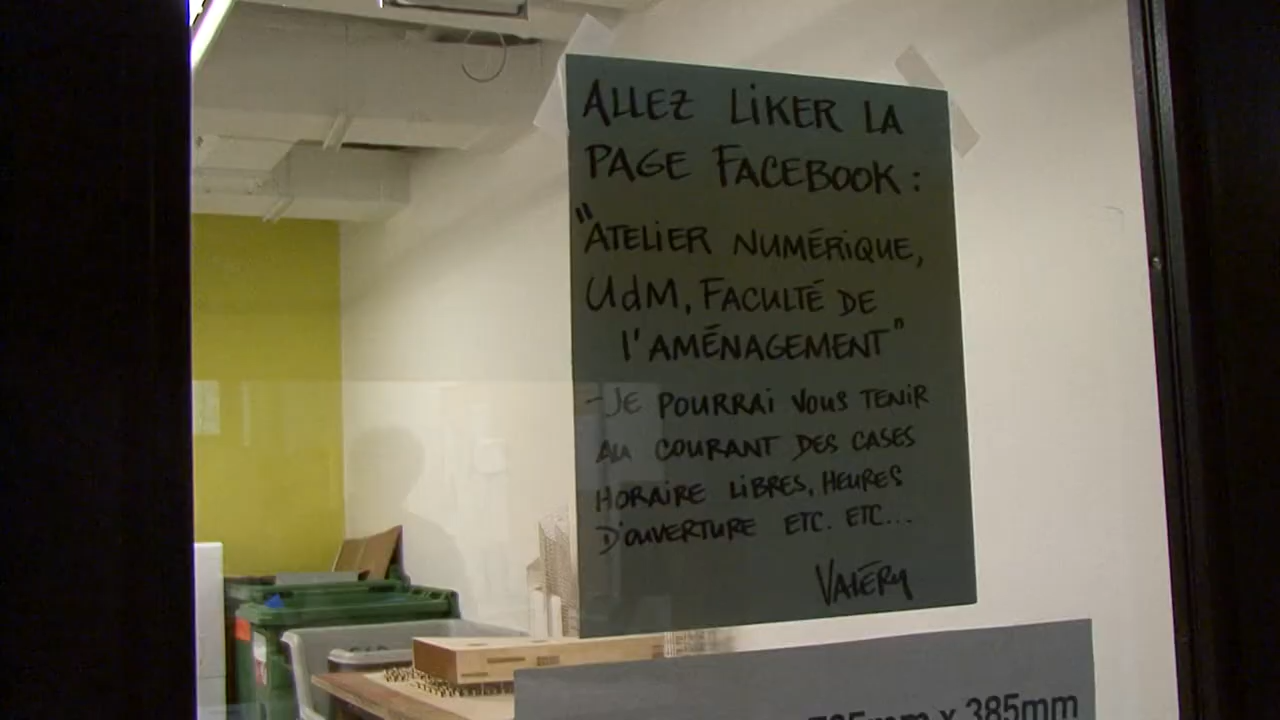 ALLEZ LIKER LA
PAGE FACEBOOK :
"ATELIER NUMÉRIQUE,
UdM, FACULTÉ DE
l'AMÉNAGEMENT"
-JE POURRAI VOUS TENIR
AU COURANT DES CASES
HORAIRE LIBRES, HEURES
D'OUVERTURE ETC. ETC...
VALÉRY
x 385mm